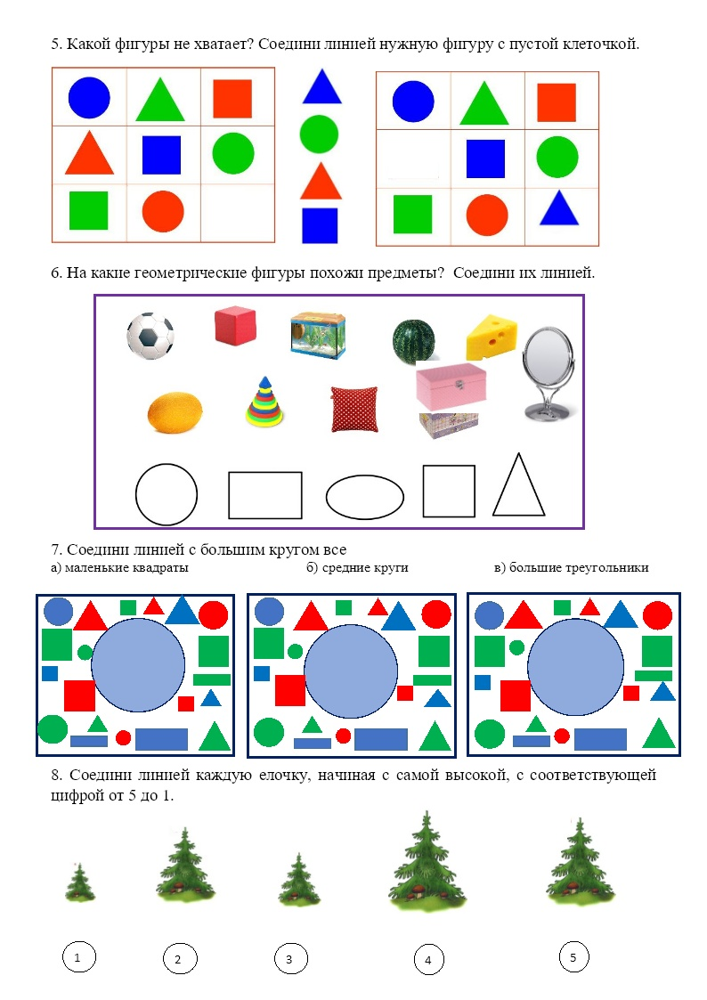 5. Какой фигуры не хватает? Соедини линией нужную фигуру с пустой клеточкой.
6. На какие геометрические фигуры похожи предметы? Соедини их линией.
7. Соедини линией с большим кругом все
а) маленькие квадраты б) средние круги в) большие треугольники
8. Соедини линией каждую елочку, начиная с самой высокой, с соответствующей
цифрой от 5 до 1.
1 2 3 4 5